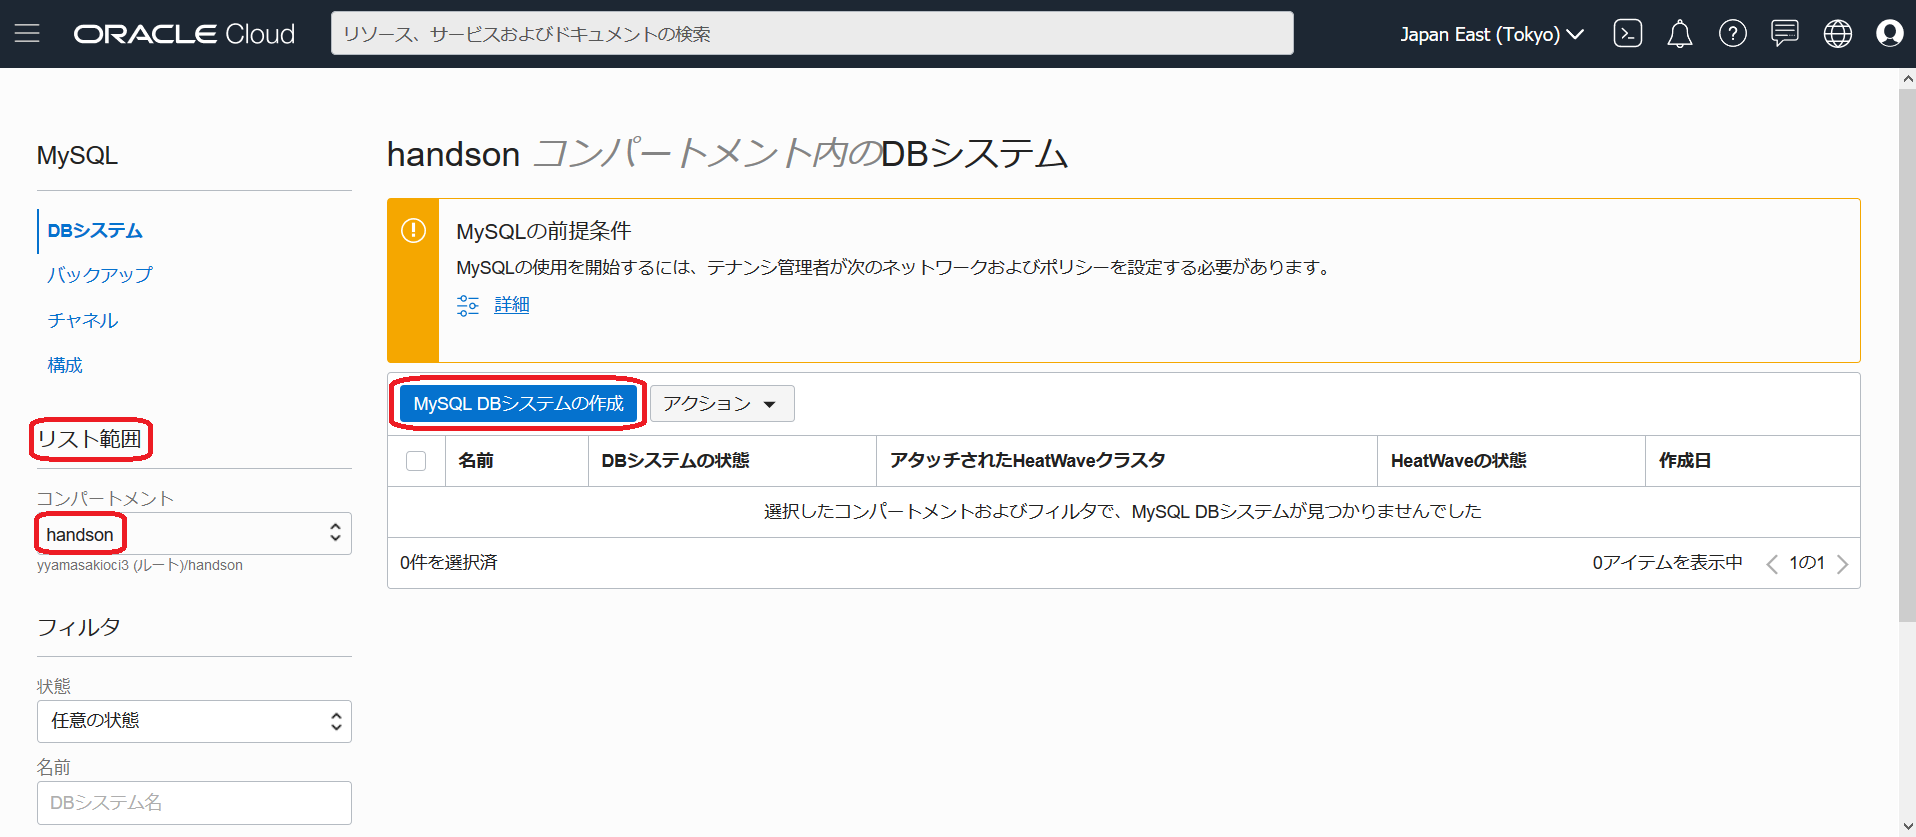 ORACLE Cloud
リソース、サービスおよびドキュメントの検索
Japan East (Tokyo)
MySQL
DBシステム
バックアップ
チャネル
構成
リスト範囲
コンパートメント
handson
yyamasakioci3 (ルート)/handson
フィルタ
状態
任意の状態
名前
DBシステム名
handson コンパートメント内のDBシステム
MySQLの前提条件
MySQLの使用を開始するには、テナンシ管理者が次のネットワークおよびポリシーを設定する必要があります。
詳細
MySQL DBシステムの作成 アクション
名前 DBシステムの状態 アタッチされたHeatWaveクラスタ HeatWaveの状態 作成日
選択したコンパートメントおよびフィルタで、MySQL DBシステムが見つかりませんでした
0件を選択済 0アイテムを表示中 1の1